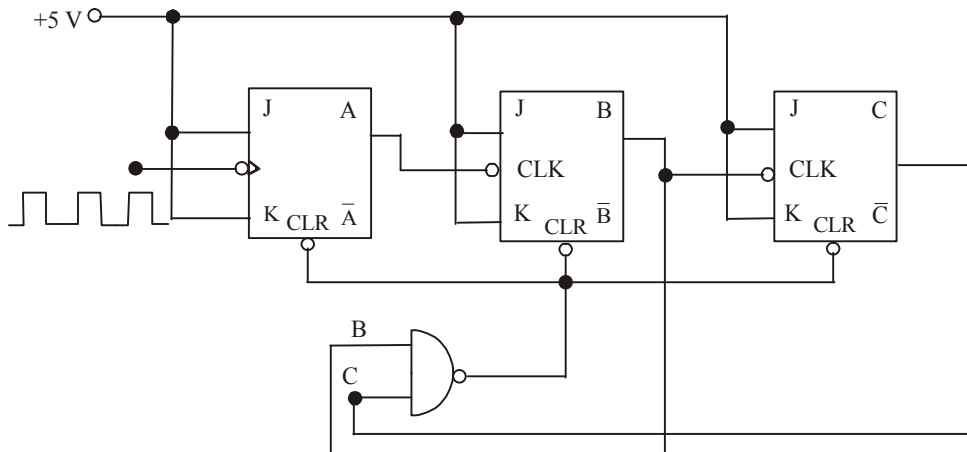 +5 V
J A J B J C
CLK CLK
K CLR A̅ K CLR B̅ K CLR C̅
B
C